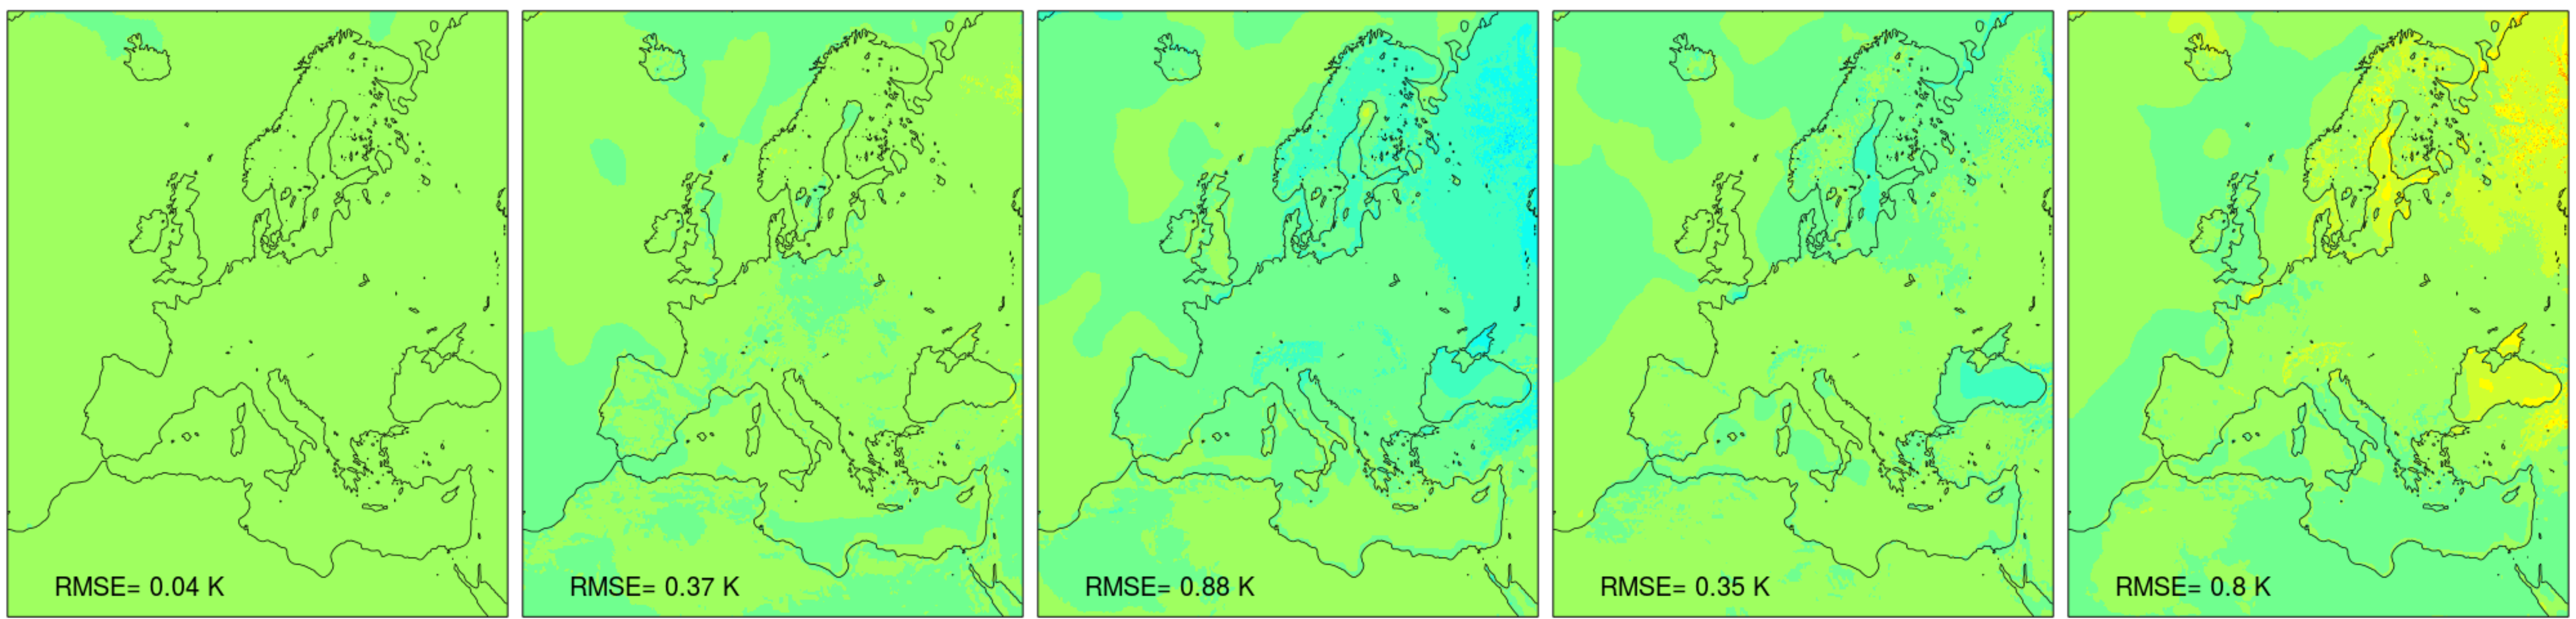 RMSE= 0.04 K
RMSE= 0.37 K
RMSE= 0.88 K
RMSE= 0.35 K
RMSE= 0.8 K